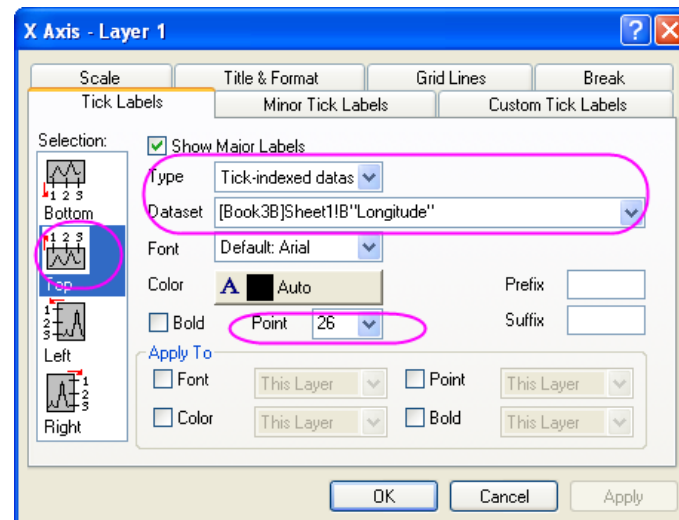 X Axis - Layer 1
Scale Title & Format Grid Lines Break
Tick Labels Minor Tick Labels Custom Tick Labels
Selection:
Show Major Labels
Type Tick-indexed datas
Bottom
Dataset [Book3B]Sheet1!B"Longitude"
Font Default: Arial
Top
Color A Auto Prefix
Bold Point 26 Suffix
Left
Apply To
Font This Layer Point This Layer
Color This Layer Bold This Layer
Right
OK Cancel Apply